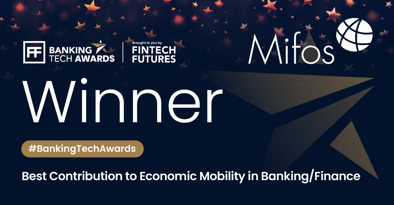 FF BANKING TECH AWARDS
brought to you by
FINTECH FUTURES
Mifos
Winner
#BankingTechAwards
Best Contribution to Economic Mobility in Banking/Finance